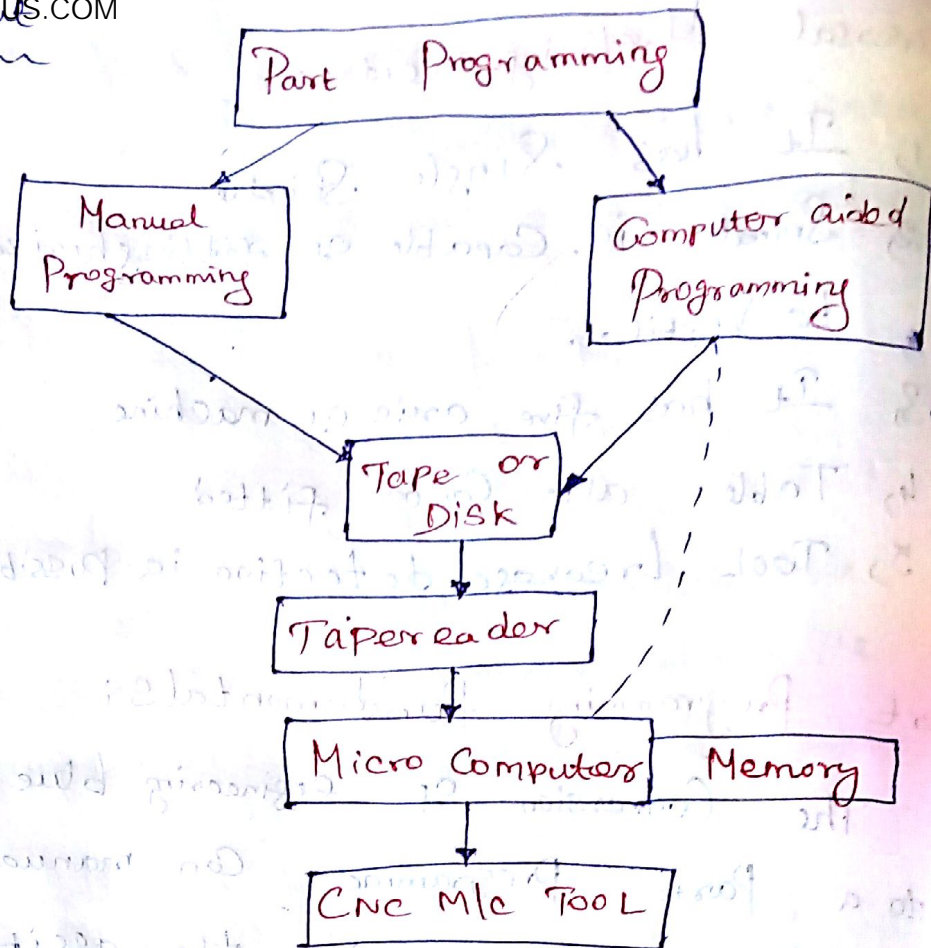 US.COM
Part Programming
Manual
Programming
Computer aided
Programming
Tape or
Disk
Tapereader
Micro Computer
Memory
CNC M/C TOOL